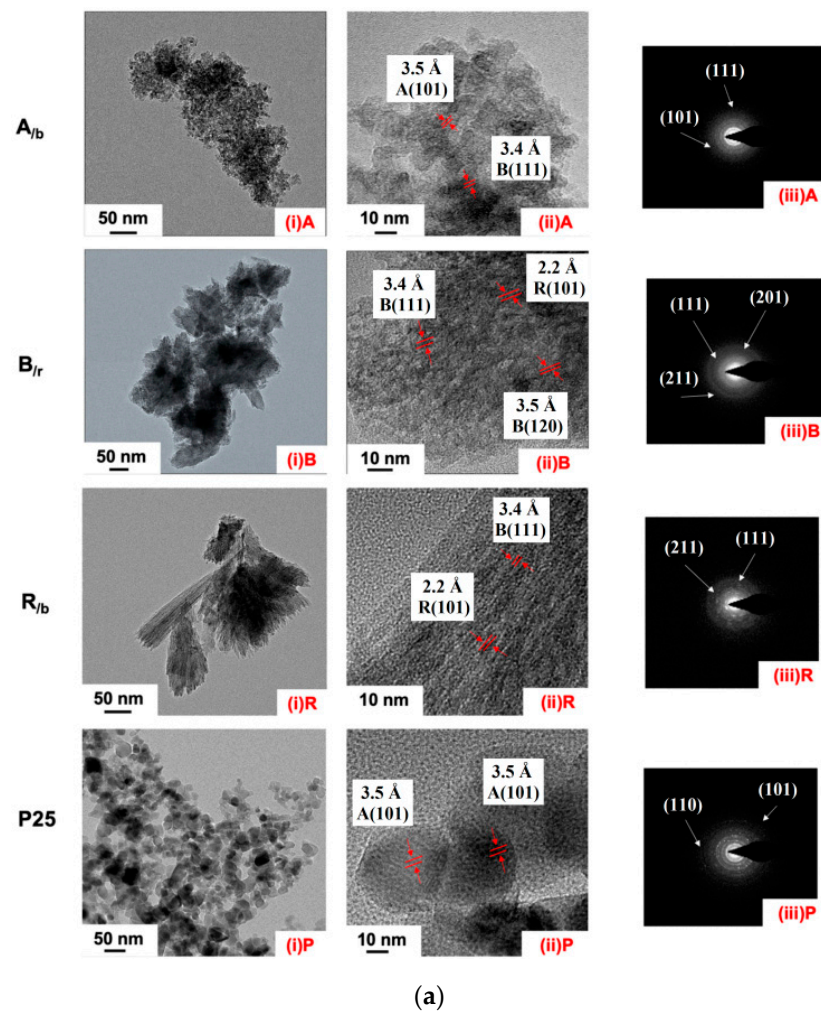 A/b
50 nm
(i)A
3.5 Å
A(101)
3.4 Å
B(111)
10 nm
(ii)A
(111)
(101)
(iii)A
B/r
50 nm
(i)B
3.4 Å
B(111)
2.2 Å
R(101)
3.5 Å
B(120)
10 nm
(ii)B
(111)
(201)
(211)
(iii)B
R/b
50 nm
(i)R
3.4 Å
B(111)
2.2 Å
R(101)
10 nm
(ii)R
(211)
(111)
(iii)R
P25
50 nm
(i)P
3.5 Å
A(101)
3.5 Å
A(101)
10 nm
(ii)P
(110)
(101)
(iii)P
(a)